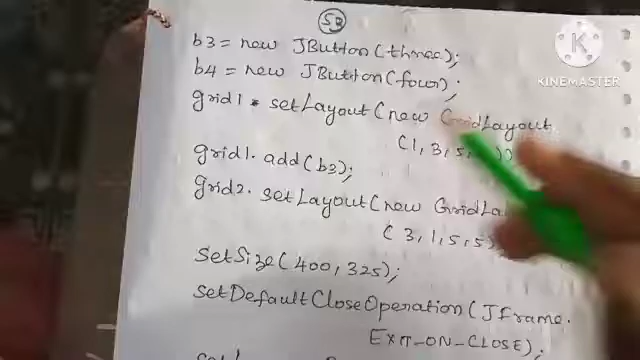 53
b3 = new JButton(three);
b4 = new JButton(four);
grid1. setLayout(new GridLayout
(1, 3, 5,
grid1. add(b3);
grid2. setLayout(new
(3, 1, 5, 5)
setSize(400, 325);
setDefaultCloseOperation(JFrame.
EXIT-ON-CLOSE).
K
KINEMASTER